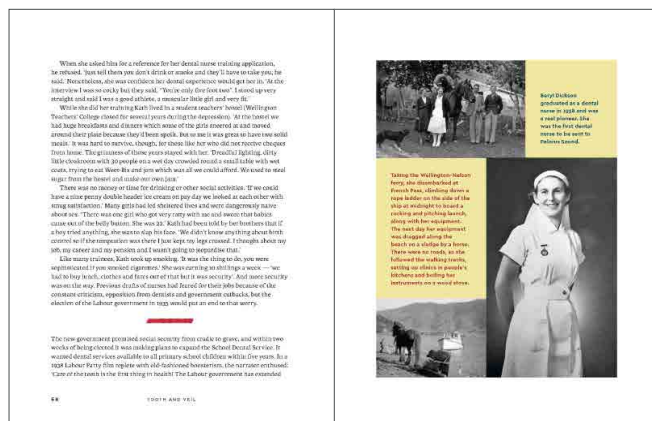 When she asked him for a reference for her dental nurse training application,
he refused. 'Just tell them you don't drink or smoke and they'll have to take you, he
said. 'Nonetheless, she was confident her dental experience would get her in. 'At the
interview I was so cocky but they said, "You're only five foot two". I stood up very
straight and said I was a good athlete, a muscular little girl and very fit.'
While she did her training Kath lived in a student teachers' hostel (Wellington
Teachers' College closed for several years during the depression). 'At the hostel we
had huge breakfasts and dinners which some of the girls sneered at and moved
around their plate because they'd been spoilt. But to me it was great to have two solid
meals.' It was hard to survive, though, for those like her who did not receive cheques
from home. The grimness of these years stayed with her. 'Dreadful lighting, dirty
little cloakroom with 30 people on a wet day crowded round a small table with wet
coats, trying to eat Weet-Bix and jam which was all we could afford. We used to steal
sugar from the hostel and make our own jam.'
There was no money or time for drinking or other social activities. 'If we could
have a nine penny double header ice cream on pay day we looked at each other with
smug satisfaction.' Many girls had led sheltered lives and were dangerously naive
about sex. 'There was one girl who got very ratty with me and swore that babies
came out of the belly button. She was 22.' Kath had been told by her brothers that if
a boy tried anything, she was to slap his face. 'We didn't know anything about birth
control so if the temptation was there I just kept my legs crossed. I thought about my
job, my career and my pension and I wasn't going to jeopardise that.'
Like many trainees, Kath took up smoking. 'It was the thing to do, you were
sophisticated if you smoked cigarettes.' She was earning 10 shillings a week — 'we
had to buy lunch, clothes and fares out of that but it was security'. And more security
was on the way. Previous drafts of nurses had feared for their jobs because of the
constant criticism, opposition from dentists and government cutbacks, but the
election of the Labour government in 1935 would put an end to that worry.
The new government promised social security from cradle to grave, and within two
weeks of being elected it was making plans to expand the School Dental Service. It
wanted dental services available to all primary school children within five years. In a
1938 Labour Party film replete with old-fashioned boosterism, the narrator enthused:
'Care of the teeth is the first thing in health! The Labour government has extended
56
TOOTH AND VEIL
Beryl Dickson
graduated as a dental
nurse in 1938 and was
a real pioneer. She
was the first dental
nurse to be sent to
Pelorus Sound.
Taking the Wellington-Nelson
ferry, she disembarked at
French Pass, climbing down a
rope ladder on the side of the
ship at midnight to board a
rocking and pitching launch,
along with her equipment.
The next day her equipment
was dragged along the
beach on a sledge by a horse.
There were no roads, so she
followed the walking tracks,
setting up clinics in people's
kitchens and boiling her
instruments on a wood stove.